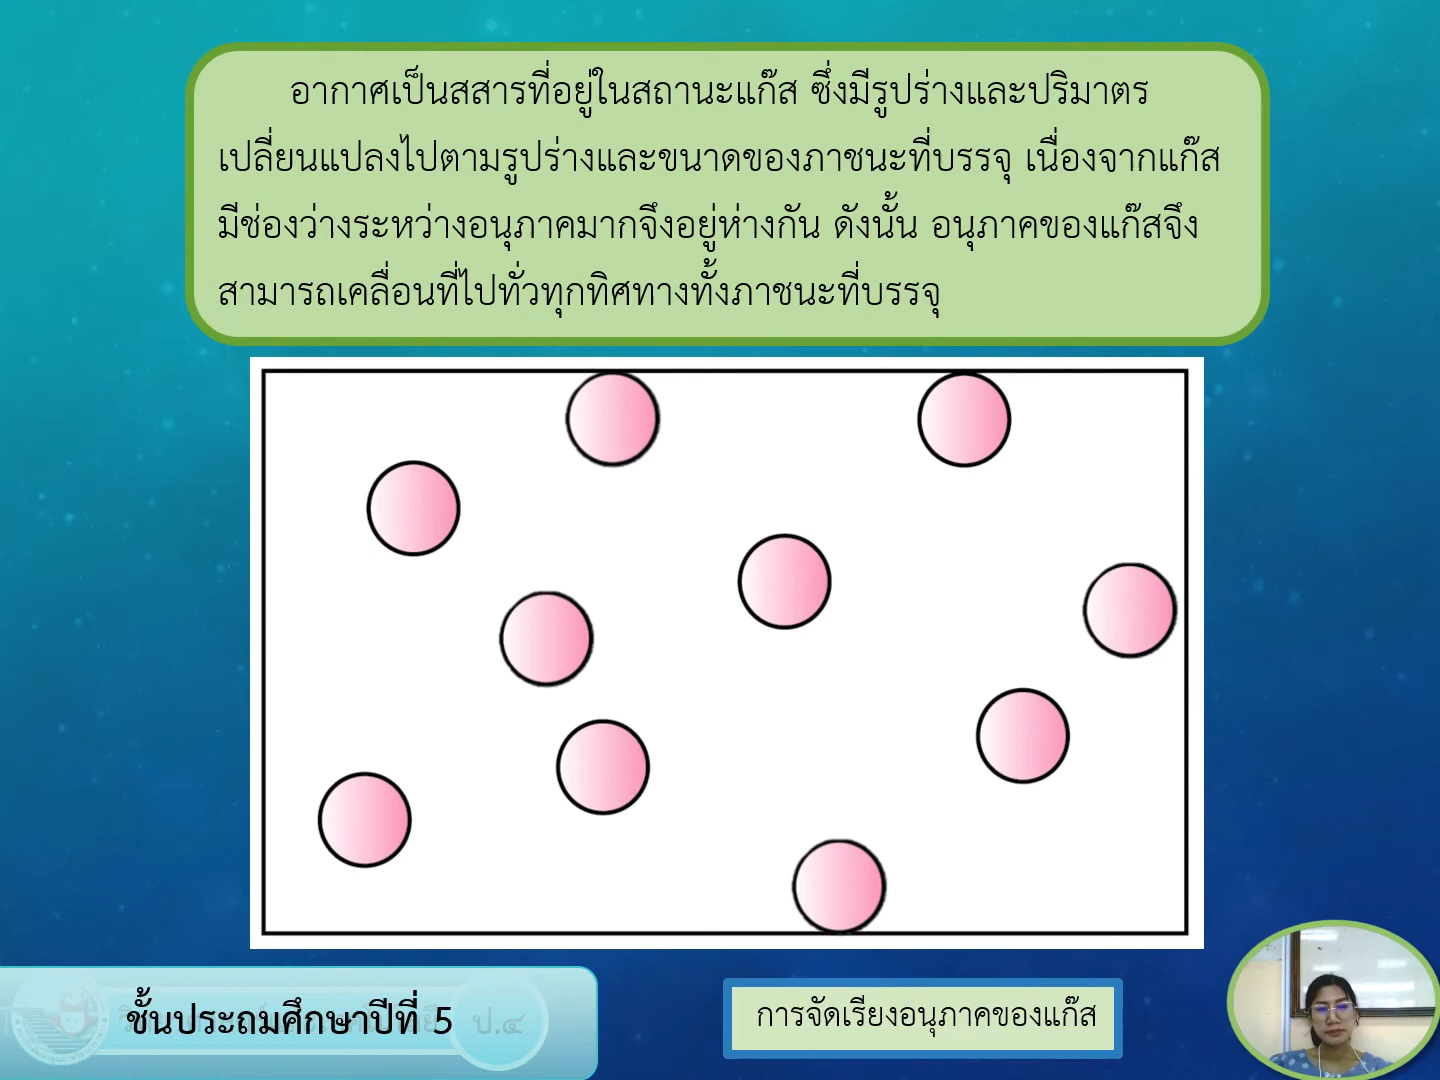 อากาศเป็นสสารที่อยู่ในสถานะแก๊ส ซึ่งมีรูปร่างและปริมาตร
เปลี่ยนแปลงไปตามรูปร่างและขนาดของภาชนะที่บรรจุ เนื่องจากแก๊ส
มีช่องว่างระหว่างอนุภาคมากจึงอยู่ห่างกัน ดังนั้น อนุภาคของแก๊สจึง
สามารถเคลื่อนที่ไปทั่วทุกทิศทางทั้งภาชนะที่บรรจุ
ชั้นประถมศึกษาปีที่ 5
ป.๔
การจัดเรียงอนุภาคของแก๊ส